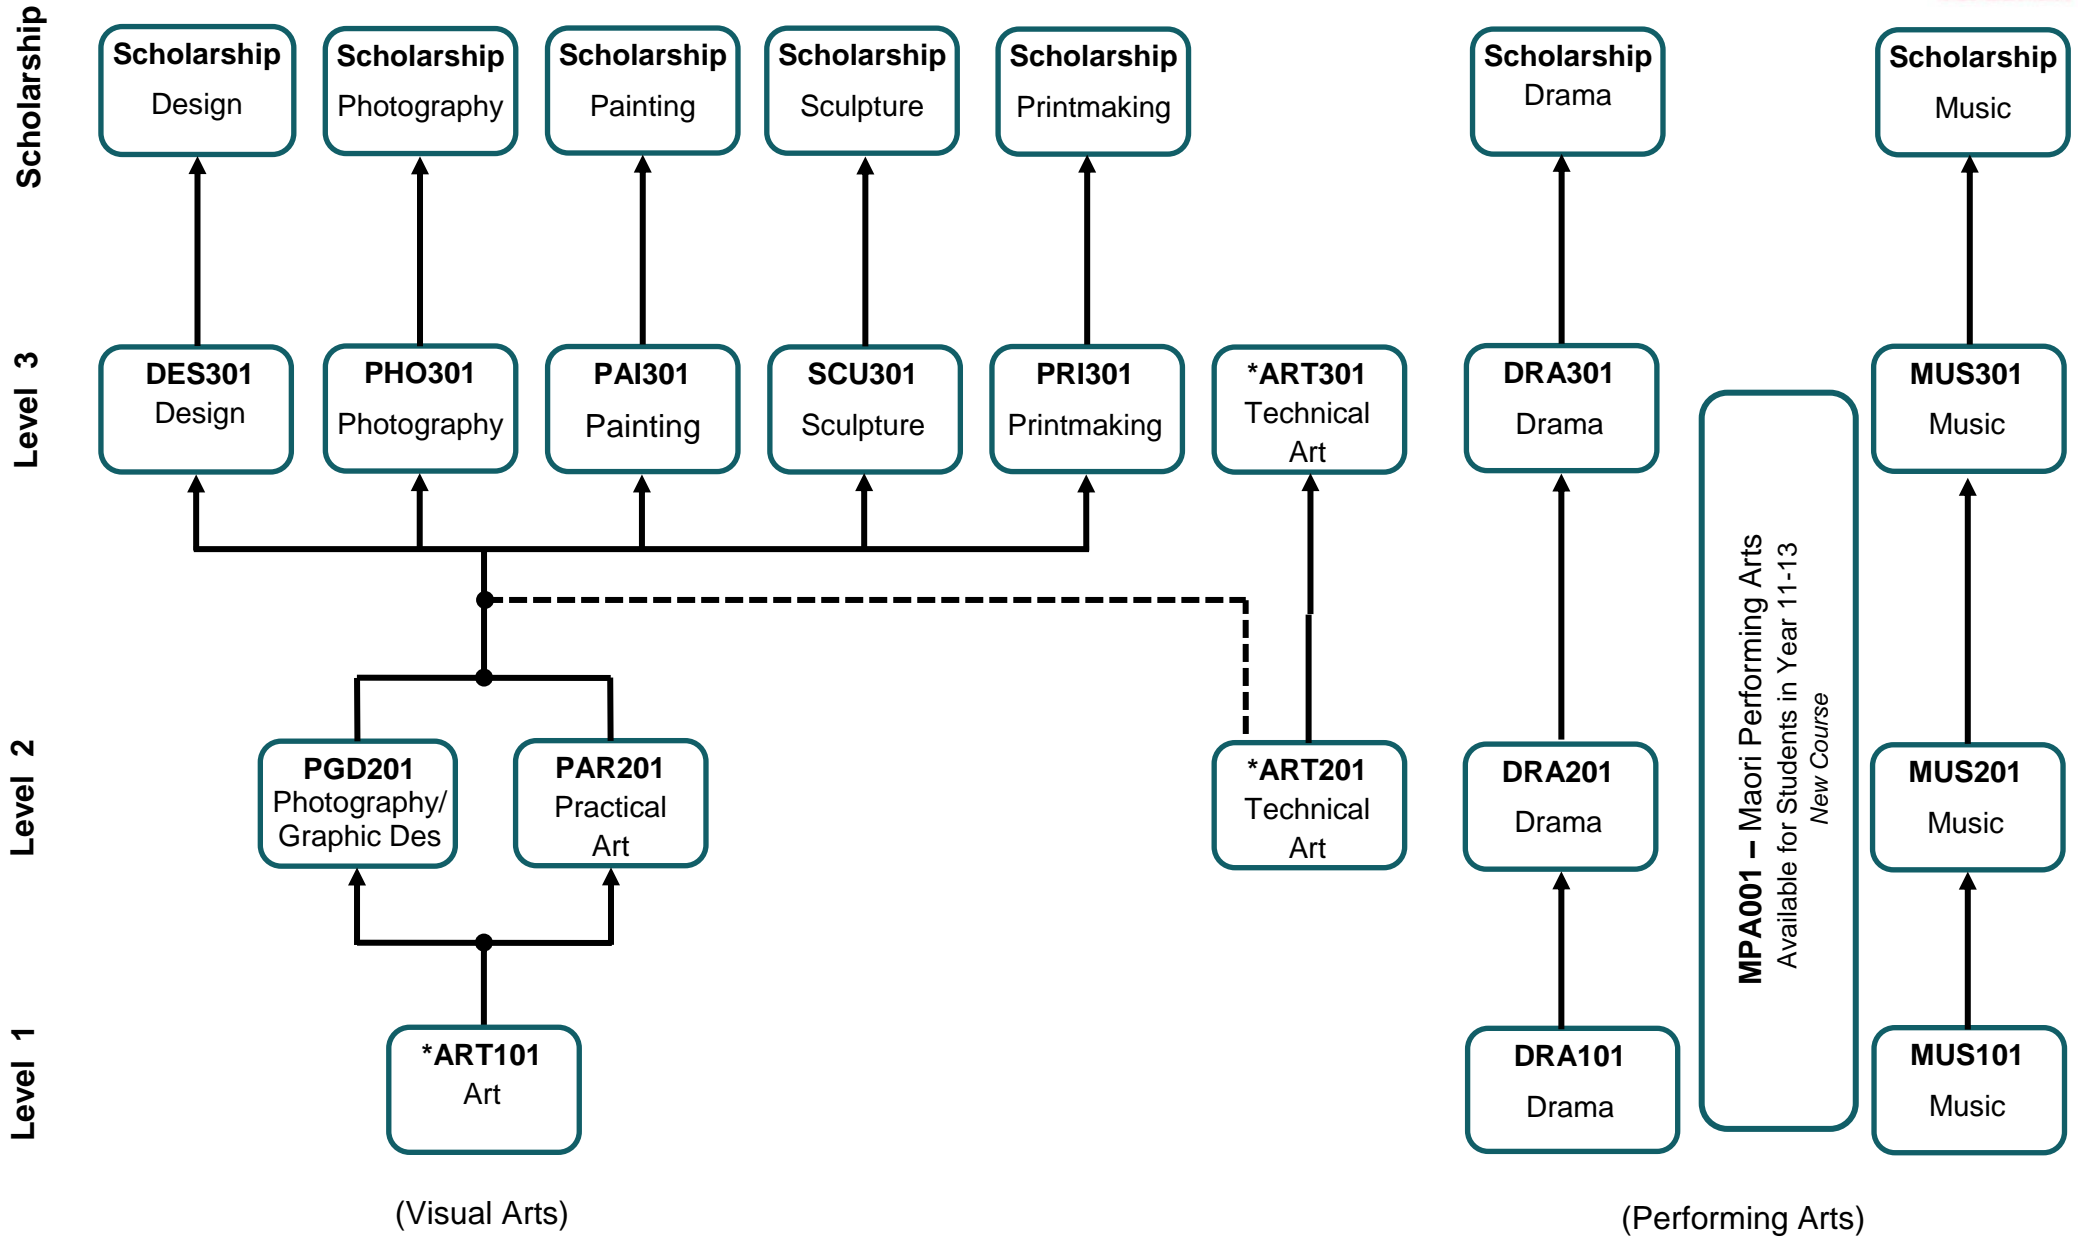 Scholarship
Scholarship
Design
Scholarship
Photography
Scholarship
Painting
Scholarship
Sculpture
Scholarship
Printmaking
Scholarship
Drama
Scholarship
Music
Level 3
DES301
Design
PHO301
Photography
PAI301
Painting
SCU301
Sculpture
PRI301
Printmaking
*ART301
Technical
Art
DRA301
Drama
MUS301
Music
MPA001 – Maori Performing Arts
Available for Students in Year 11-13
New Course
Level 2
PGD201
Photography/
Graphic Des
PAR201
Practical
Art
*ART201
Technical
Art
DRA201
Drama
MUS201
Music
Level 1
*ART101
Art
DRA101
Drama
MUS101
Music
(Visual Arts)
(Performing Arts)